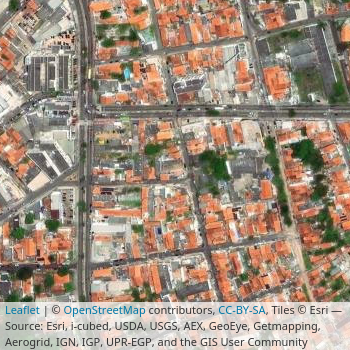 Leaflet | © OpenStreetMap contributors, CC-BY-SA, Tiles © Esri —
Source: Esri, i-cubed, USDA, USGS, AEX, GeoEye, Getmapping,
Aerogrid, IGN, IGP, UPR-EGP, and the GIS User Community